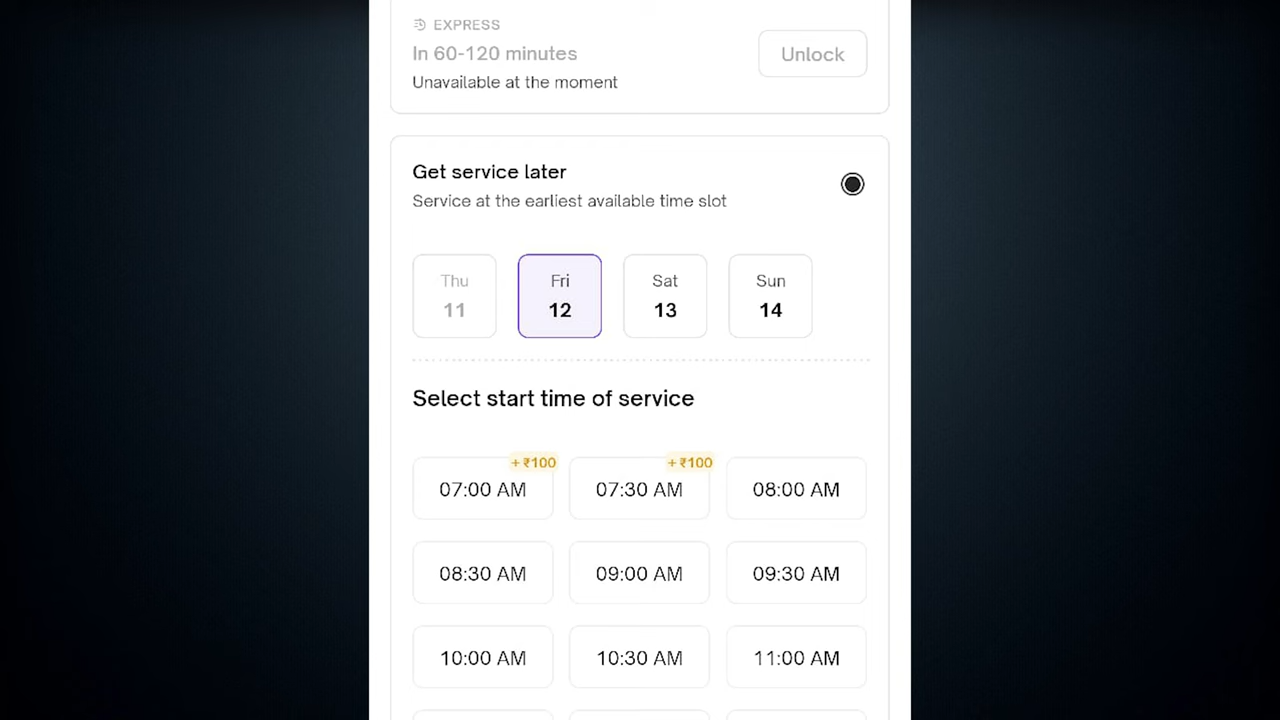 EXPRESS
In 60-120 minutes
Unlock
Unavailable at the moment
Get service later
Service at the earliest available time slot
Thu Fri Sat Sun
11 12 13 14
Select start time of service
+ ₹100 + ₹100
07:00 AM 07:30 AM 08:00 AM
08:30 AM 09:00 AM 09:30 AM
10:00 AM 10:30 AM 11:00 AM